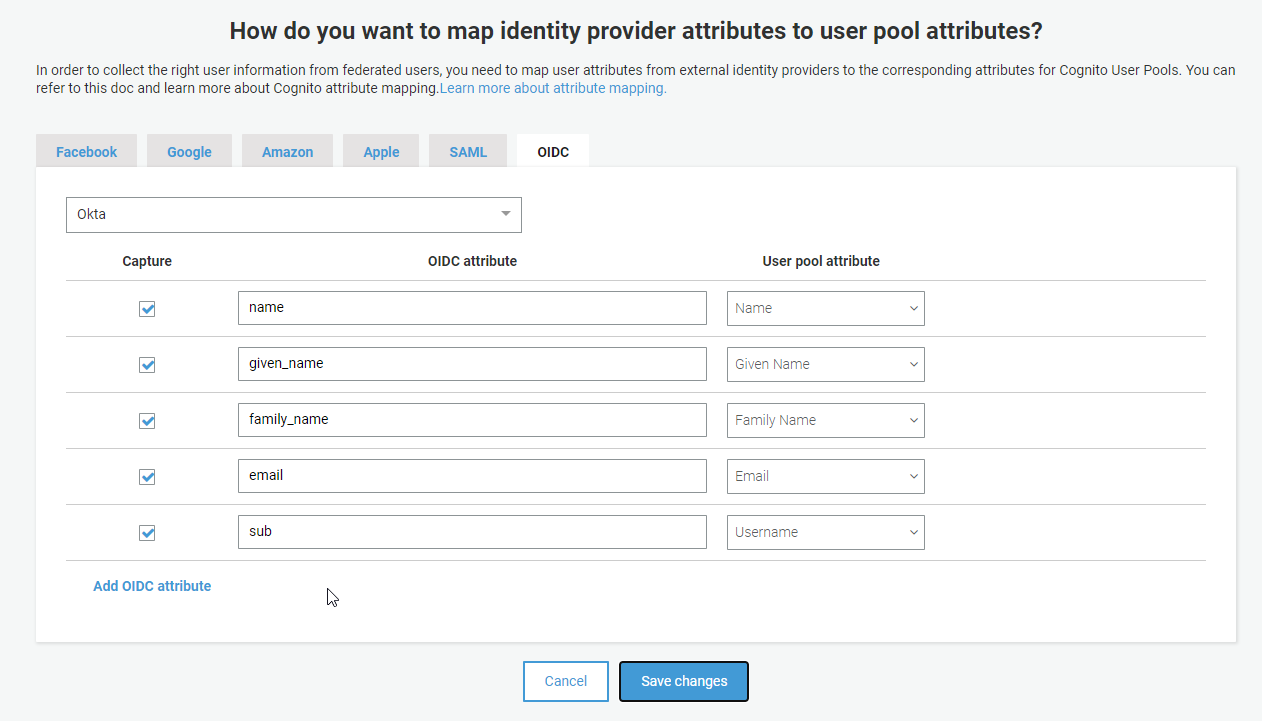 How do you want to map identity provider attributes to user pool attributes?
In order to collect the right user information from federated users, you need to map user attributes from external identity providers to the corresponding attributes for Cognito User Pools. You can
refer to this doc and learn more about Cognito attribute mapping.Learn more about attribute mapping.
Facebook Google Amazon Apple SAML OIDC
Okta
Capture OIDC attribute User pool attribute
name Name
given_name Given Name
family_name Family Name
email Email
sub Username
Add OIDC attribute
Cancel Save changes